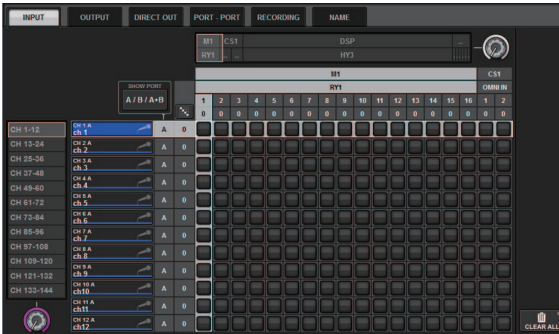 INPUT OUTPUT DIRECT OUT PORT - PORT RECORDING NAME
M1 CS1 DSP ...
RY1 .. .. HY3
M1 CS1
SHOW PORT RY1 OMNI IN
A / B / A+B 1 2 3 4 5 6 7 8 9 10 11 12 13 14 15 16 1 2
0 0 0 0 0 0 0 0 0 0 0 0 0 0 0 0 0 0
CH 1-12 CH 1 A ch 1 A 0
CH 13-24 CH 2 A ch 2 A 0
CH 25-36 CH 3 A ch 3 A 0
CH 37-48 CH 4 A ch 4 A 0
CH 49-60 CH 5 A ch 5 A 0
CH 61-72 CH 6 A ch 6 A 0
CH 73-84 CH 7 A ch 7 A 0
CH 85-96 CH 8 A ch 8 A 0
CH 97-108 CH 9 A ch 9 A 0
CH 109-120 CH 10 A ch10 A 0
CH 121-132 CH 11 A ch11 A 0
CH 133-144 CH 12 A ch12 A 0
CLEAR ALL